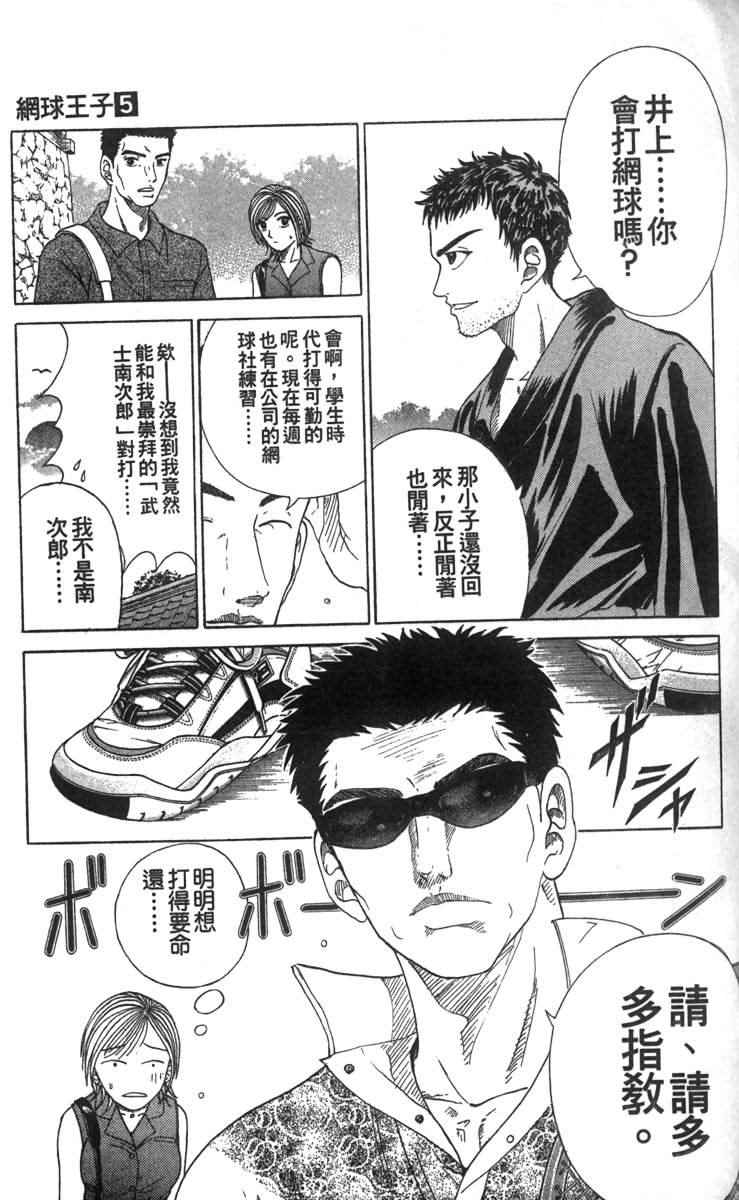 網球王子5
井上……你
會打網球嗎？
那小子還沒回
來，反正閒著
也閒著……
會啊，學生時
代打得可勤的
呢。現在每週
也有在公司的網
球社練習……
欸——沒想到我竟然
能和我最崇拜的「武
士南次郎」對打……
我不是南
次郎……
ザシャ
ボボーン
明明想
打得要命
還……
請、請多
多指教。